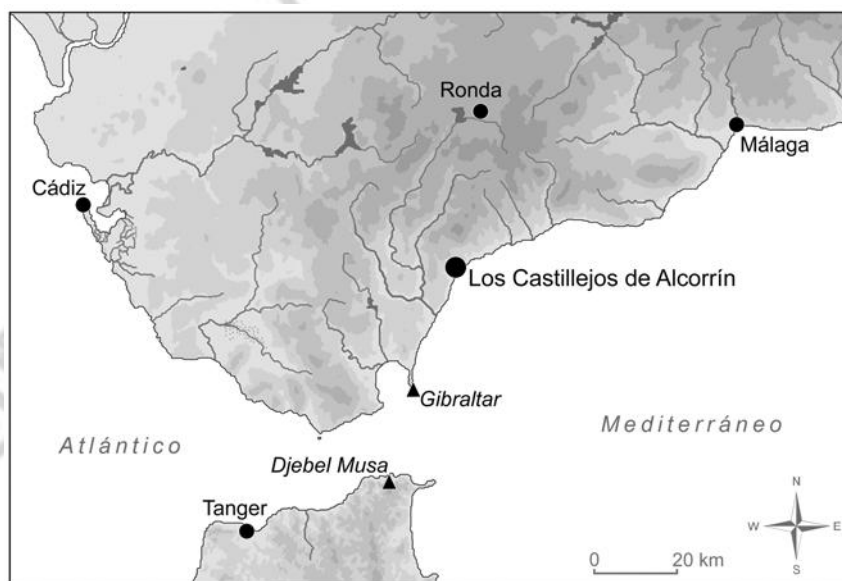 Ronda
Málaga
Cádiz
Los Castillejos de Alcorrín
Gibraltar
Atlántico
Mediterráneo
Djebel Musa
Tanger
N
W E
S
0 20 km